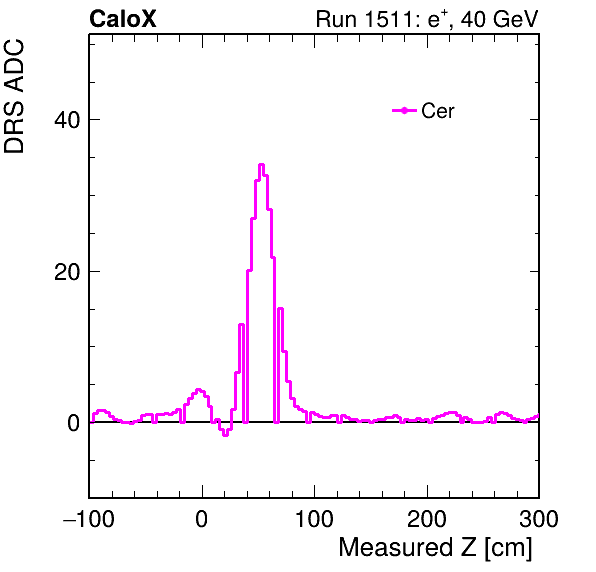 CaloX Run 1511: e⁺, 40 GeV
DRS ADC
Cer
40
20
0
−100 0 100 200 300
Measured Z [cm]